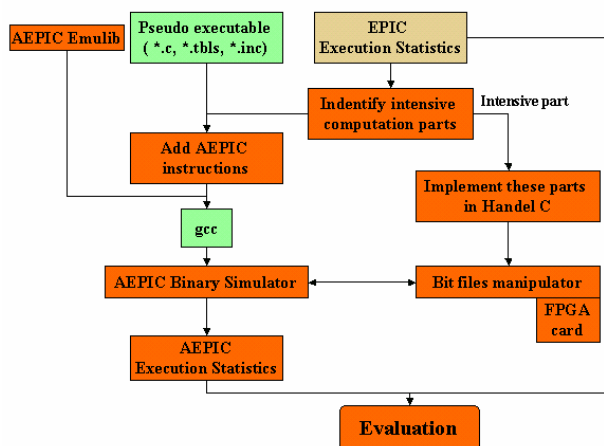 AEPIC Emulib
Pseudo executable
( *.c, *.tbls, *.inc)
EPIC
Execution Statistics
Indentify intensive
computation parts
Intensive part
Add AEPIC
instructions
Implement these parts
in Handel C
gcc
AEPIC Binary Simulator
Bit files manipulator
FPGA
card
AEPIC
Execution Statistics
Evaluation